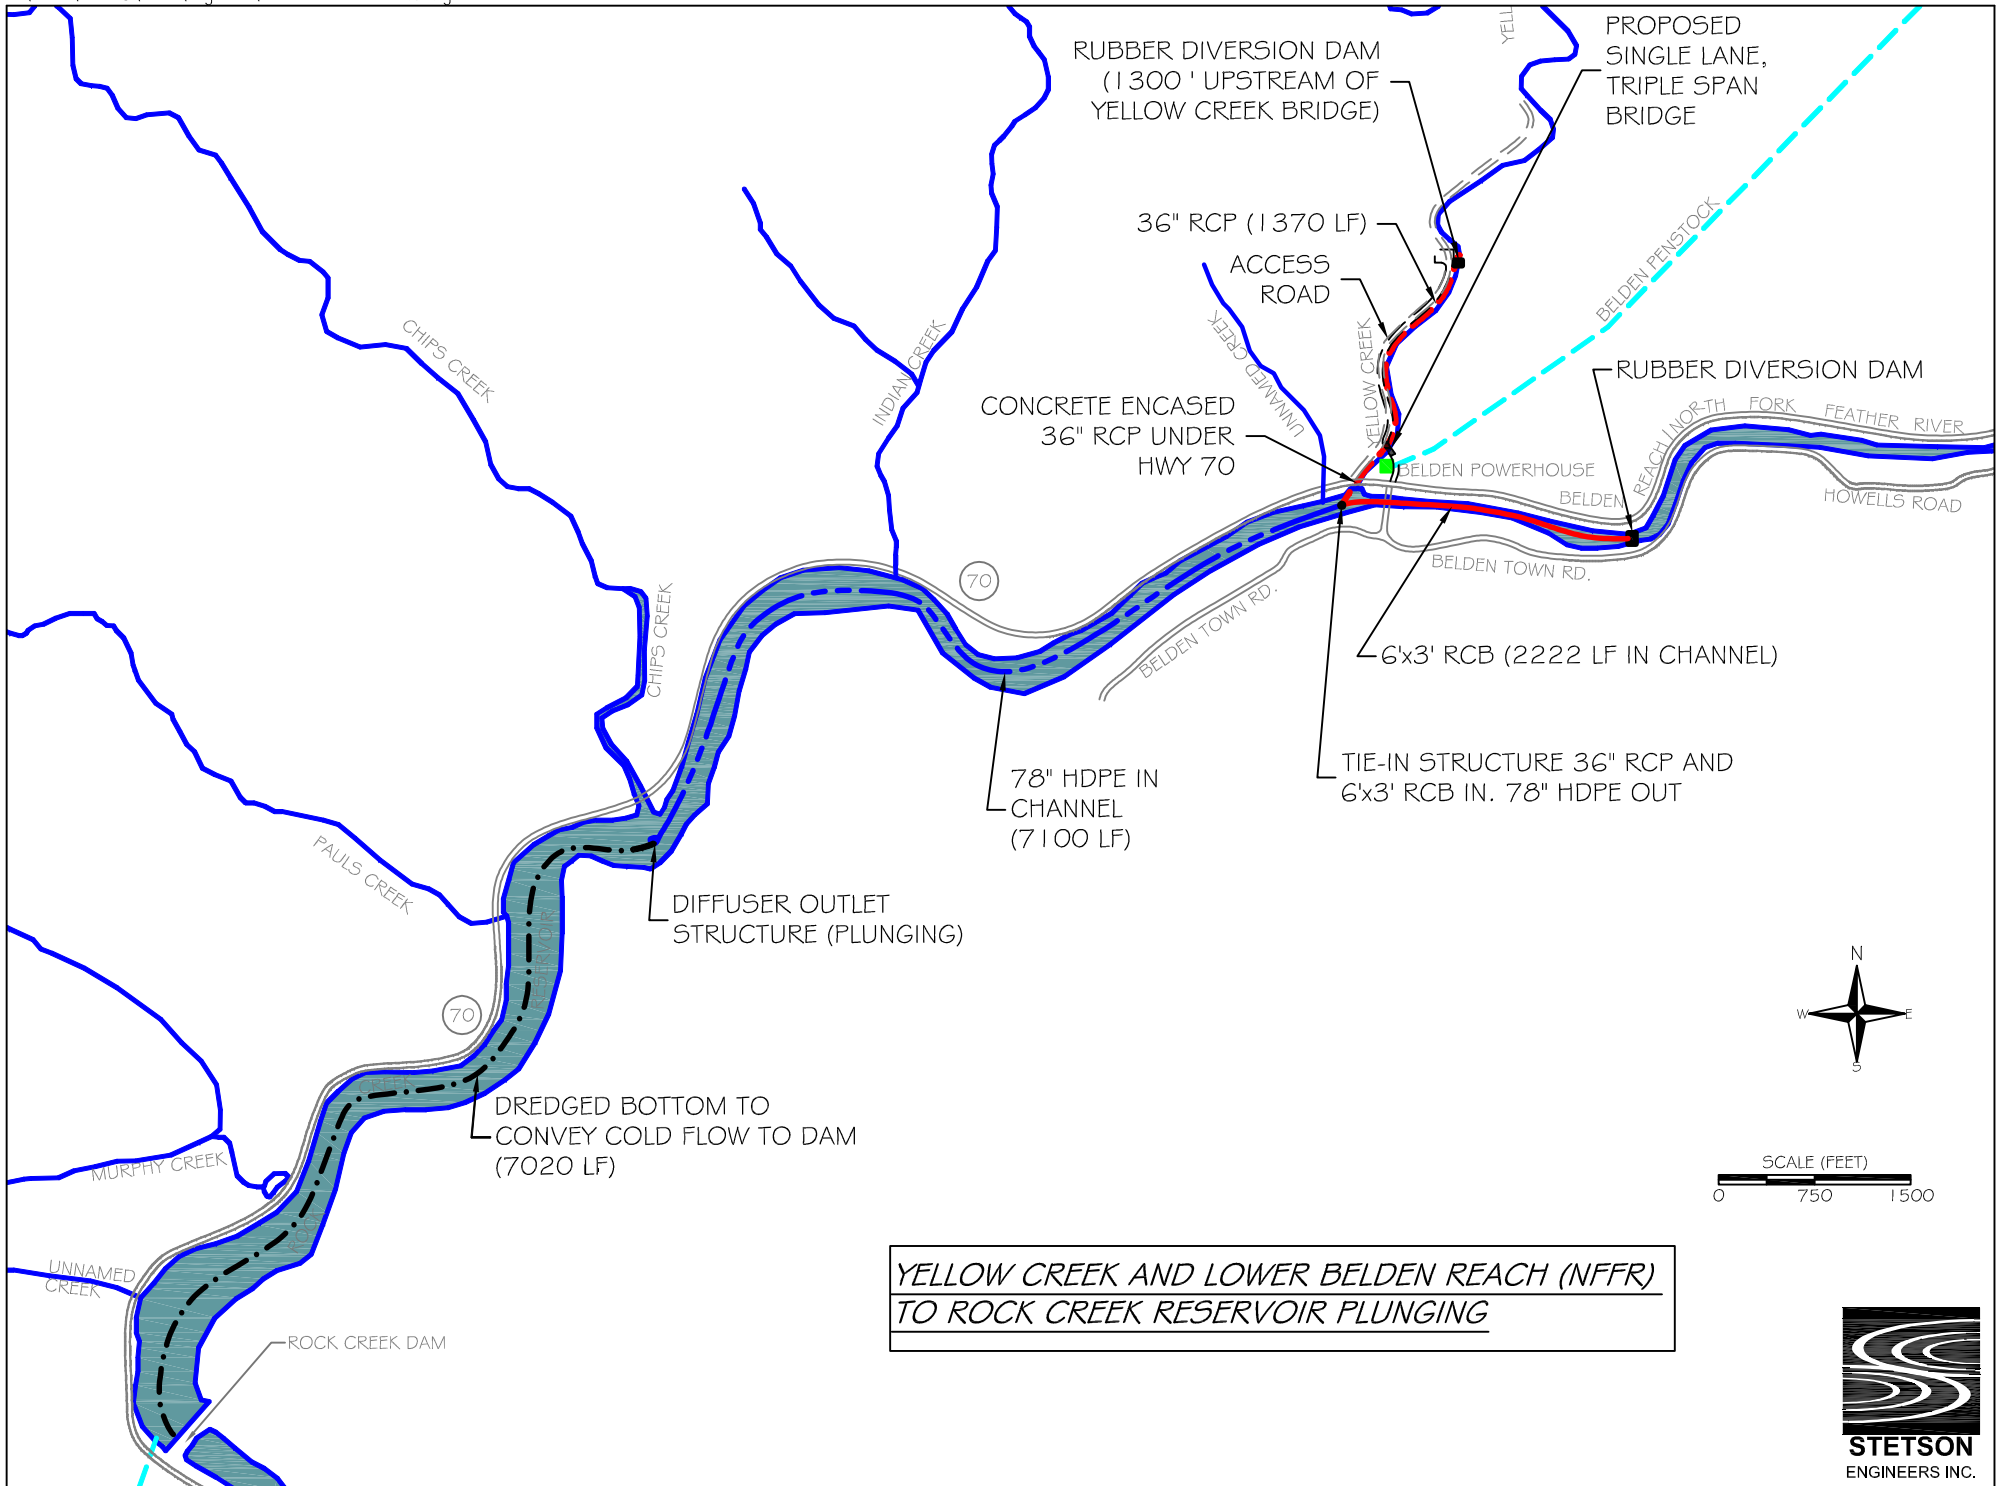 RUBBER DIVERSION DAM
(1300 ' UPSTREAM OF
YELLOW CREEK BRIDGE)
YELL
PROPOSED
SINGLE LANE,
TRIPLE SPAN
BRIDGE
36" RCP (1370 LF)
ACCESS
ROAD
BELDEN PENSTOCK
CHIPS CREEK
INDIAN CREEK
UNNAMED CREEK
YELLOW CREEK
RUBBER DIVERSION DAM
CONCRETE ENCASED
36" RCP UNDER
HWY 70
BELDEN POWERHOUSE
BELDEN REACH NORTH FORK FEATHER RIVER
HOWELLS ROAD
BELDEN TOWN RD.
BELDEN TOWN RD.
70
CHIPS CREEK
6'x3' RCB (2222 LF IN CHANNEL)
TIE-IN STRUCTURE 36" RCP AND
6'x3' RCB IN. 78" HDPE OUT
78" HDPE IN
CHANNEL
(7100 LF)
PAULS CREEK
DIFFUSER OUTLET
STRUCTURE (PLUNGING)
70
ROCK CREEK RESERVOIR
DREDGED BOTTOM TO
CONVEY COLD FLOW TO DAM
(7020 LF)
MURPHY CREEK
UNNAMED
CREEK
ROCK CREEK DAM
N
W E
S
SCALE (FEET)
0 750 1500
YELLOW CREEK AND LOWER BELDEN REACH (NFFR)
TO ROCK CREEK RESERVOIR PLUNGING
STETSON
ENGINEERS INC.